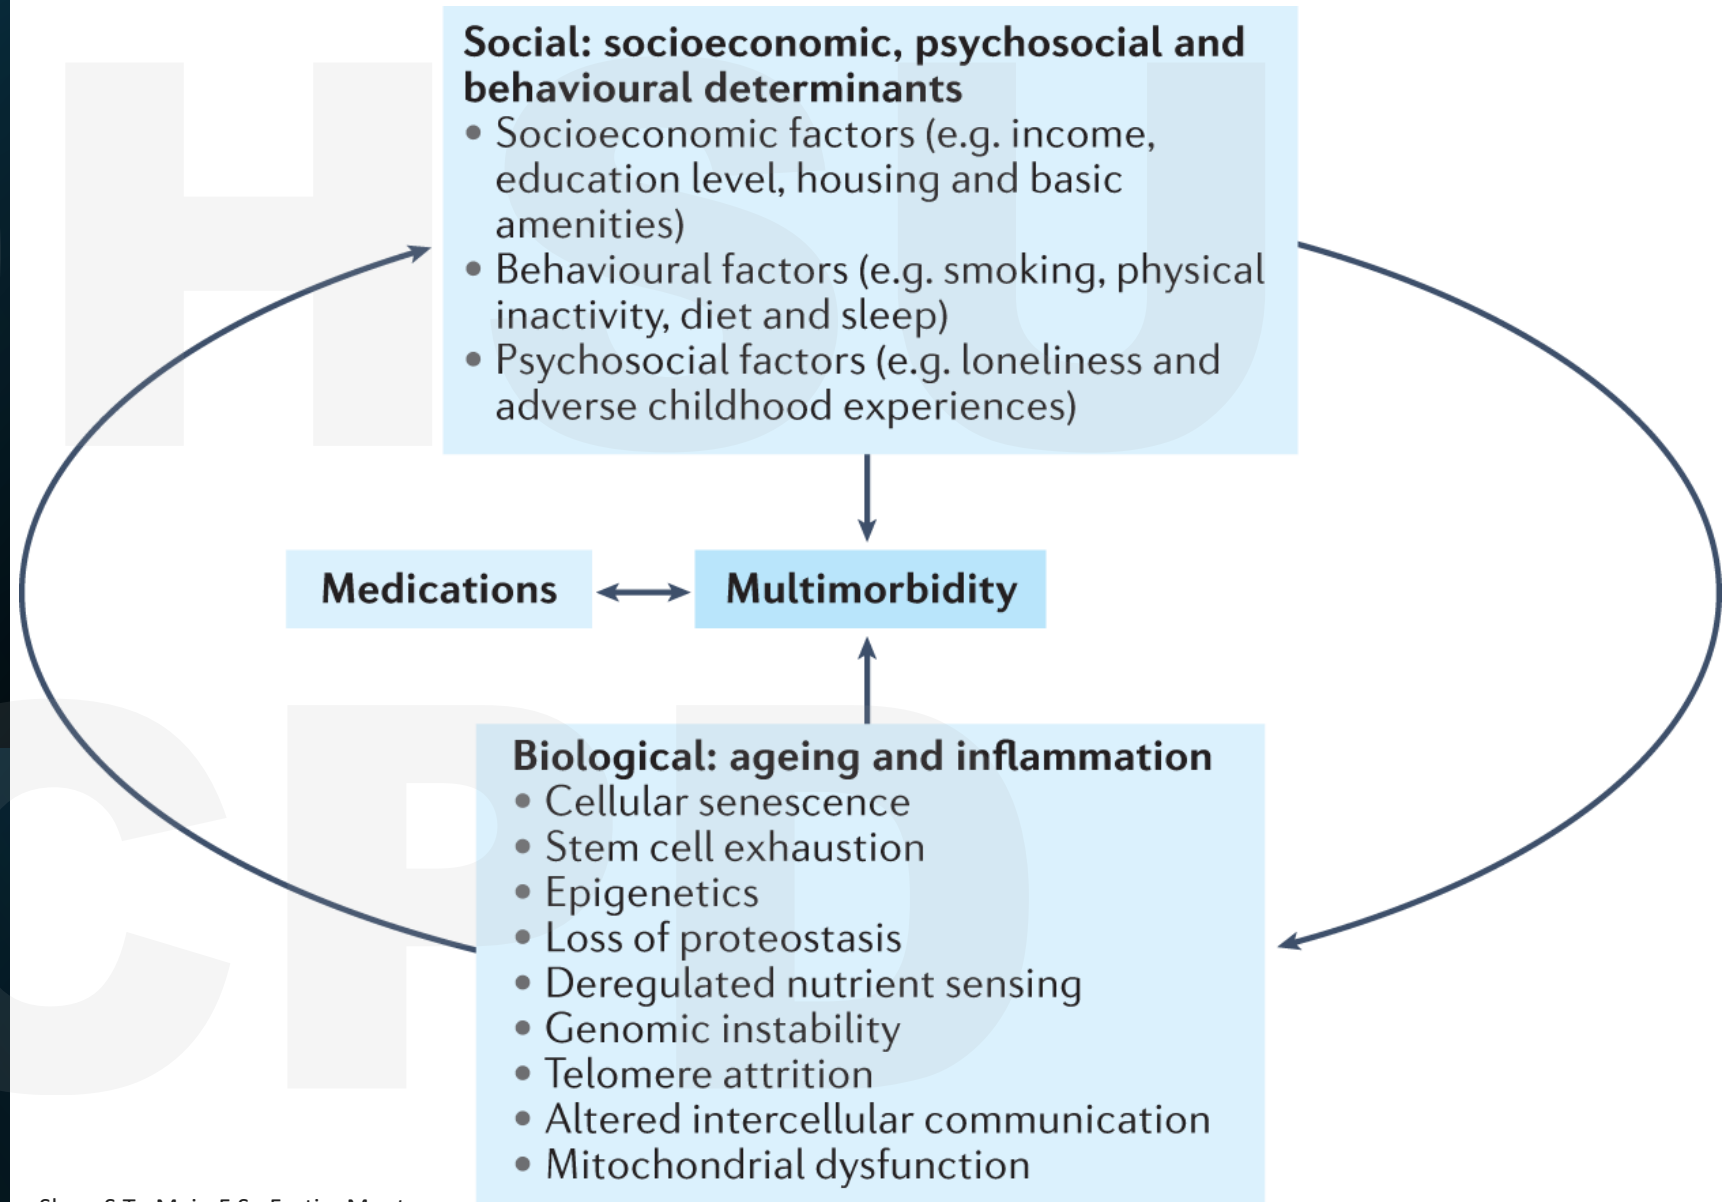 Social: socioeconomic, psychosocial and
behavioural determinants
• Socioeconomic factors (e.g. income,
education level, housing and basic
amenities)
• Behavioural factors (e.g. smoking, physical
inactivity, diet and sleep)
• Psychosocial factors (e.g. loneliness and
adverse childhood experiences)
Medications
Multimorbidity
Biological: ageing and inflammation
• Cellular senescence
• Stem cell exhaustion
• Epigenetics
• Loss of proteostasis
• Deregulated nutrient sensing
• Genomic instability
• Telomere attrition
• Altered intercellular communication
• Mitochondrial dysfunction
HSU
CPD